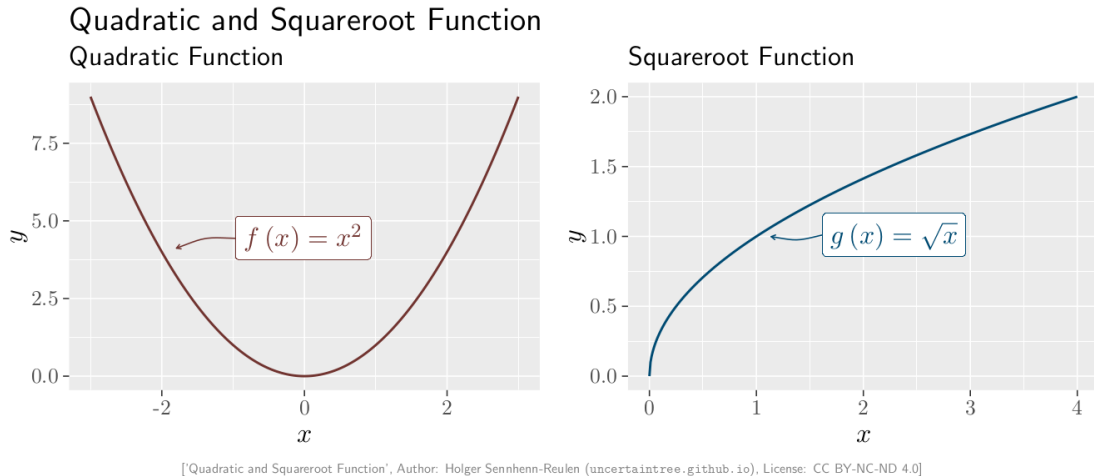 Quadratic and Squareroot Function
Quadratic Function
7.5
5.0
2.5
0.0
y
f (x) = x²
-2
0
2
x
Squareroot Function
2.0
1.5
1.0
0.5
0.0
y
g (x) = √x
0
1
2
3
4
x
['Quadratic and Squareroot Function', Author: Holger Sennhenn-Reulen (uncertaintree.github.io), License: CC BY-NC-ND 4.0]